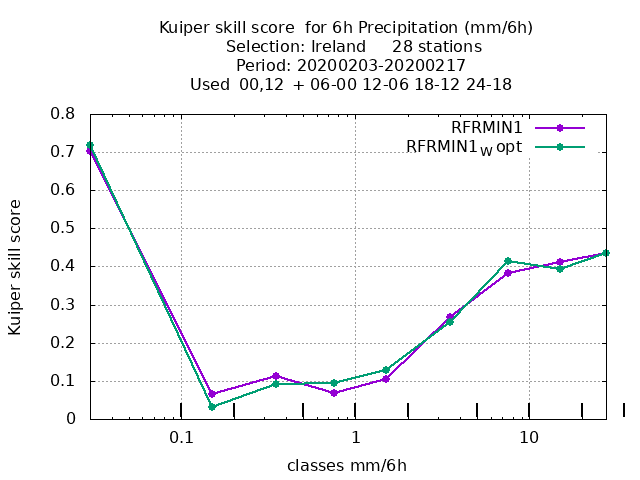 Kuiper skill score  for 6h Precipitation (mm/6h)
Selection: Ireland     28 stations
Period: 20200203-20200217
Used  00,12  + 06-00 12-06 18-12 24-18
RFRMIN1
RFRMIN1W opt
0.8
0.7
0.6
0.5
0.4
0.3
0.2
0.1
0
Kuiper skill score
0.1 1 10
classes mm/6h